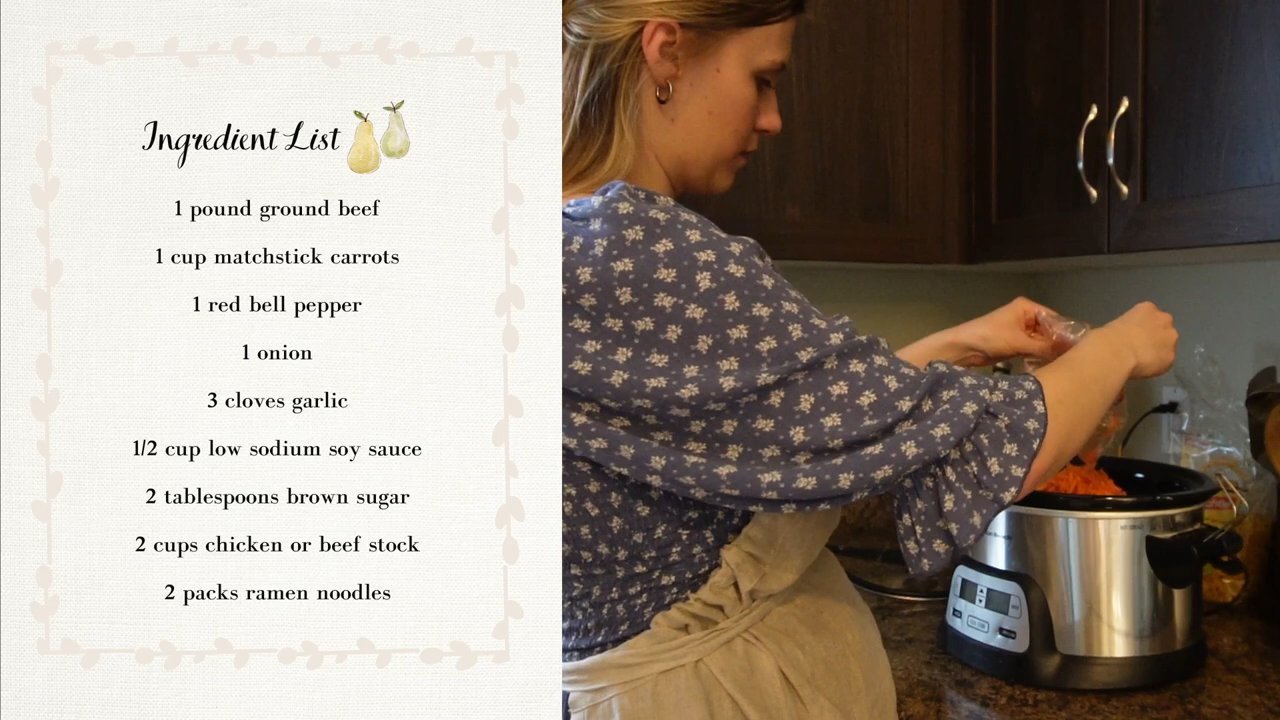 Ingredient List
1 pound ground beef
1 cup matchstick carrots
1 red bell pepper
1 onion
3 cloves garlic
1/2 cup low sodium soy sauce
2 tablespoons brown sugar
2 cups chicken or beef stock
2 packs ramen noodles